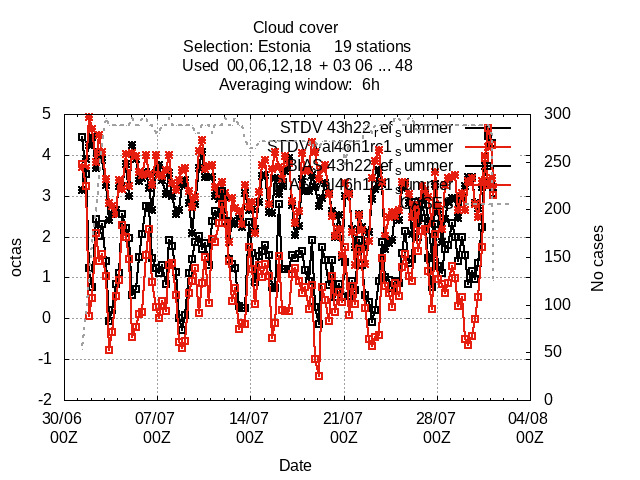 Cloud cover
Selection: Estonia 19 stations
Used 00,06,12,18 + 03 06 ... 48
Averaging window: 6h
STDV 43h22_ref_summer
STDV AI46h1rc1_summer
BIAS 43h22_ref_summer
octas
No cases
5
4
3
2
1
0
-1
-2
300
250
200
150
100
50
0
30/06 07/07 14/07 21/07 28/07 04/08
00Z 00Z 00Z 00Z 00Z 00Z
Date